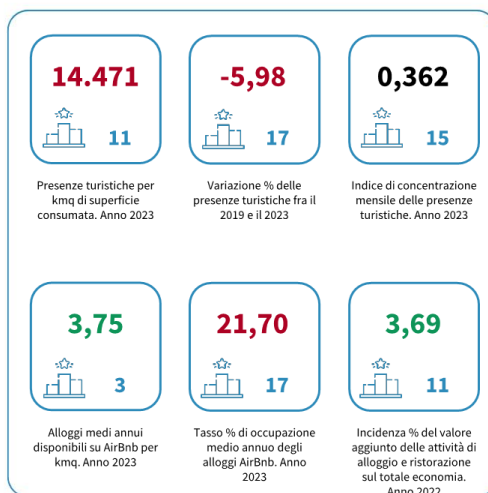 14.471
11
Presenze turistiche per
kmq di superficie
consumata. Anno 2023
-5,98
17
Variazione % delle
presenze turistiche fra il
2019 e il 2023
0,362
15
Indice di concentrazione
mensile delle presenze
turistiche. Anno 2023
3,75
3
Alloggi medi annui
disponibili su AirBnb per
kmq. Anno 2023
21,70
17
Tasso % di occupazione
medio annuo degli
alloggi AirBnb. Anno
2023
3,69
11
Incidenza % del valore
aggiunto delle attività di
alloggio e ristorazione
sul totale economia.
Anno 2022